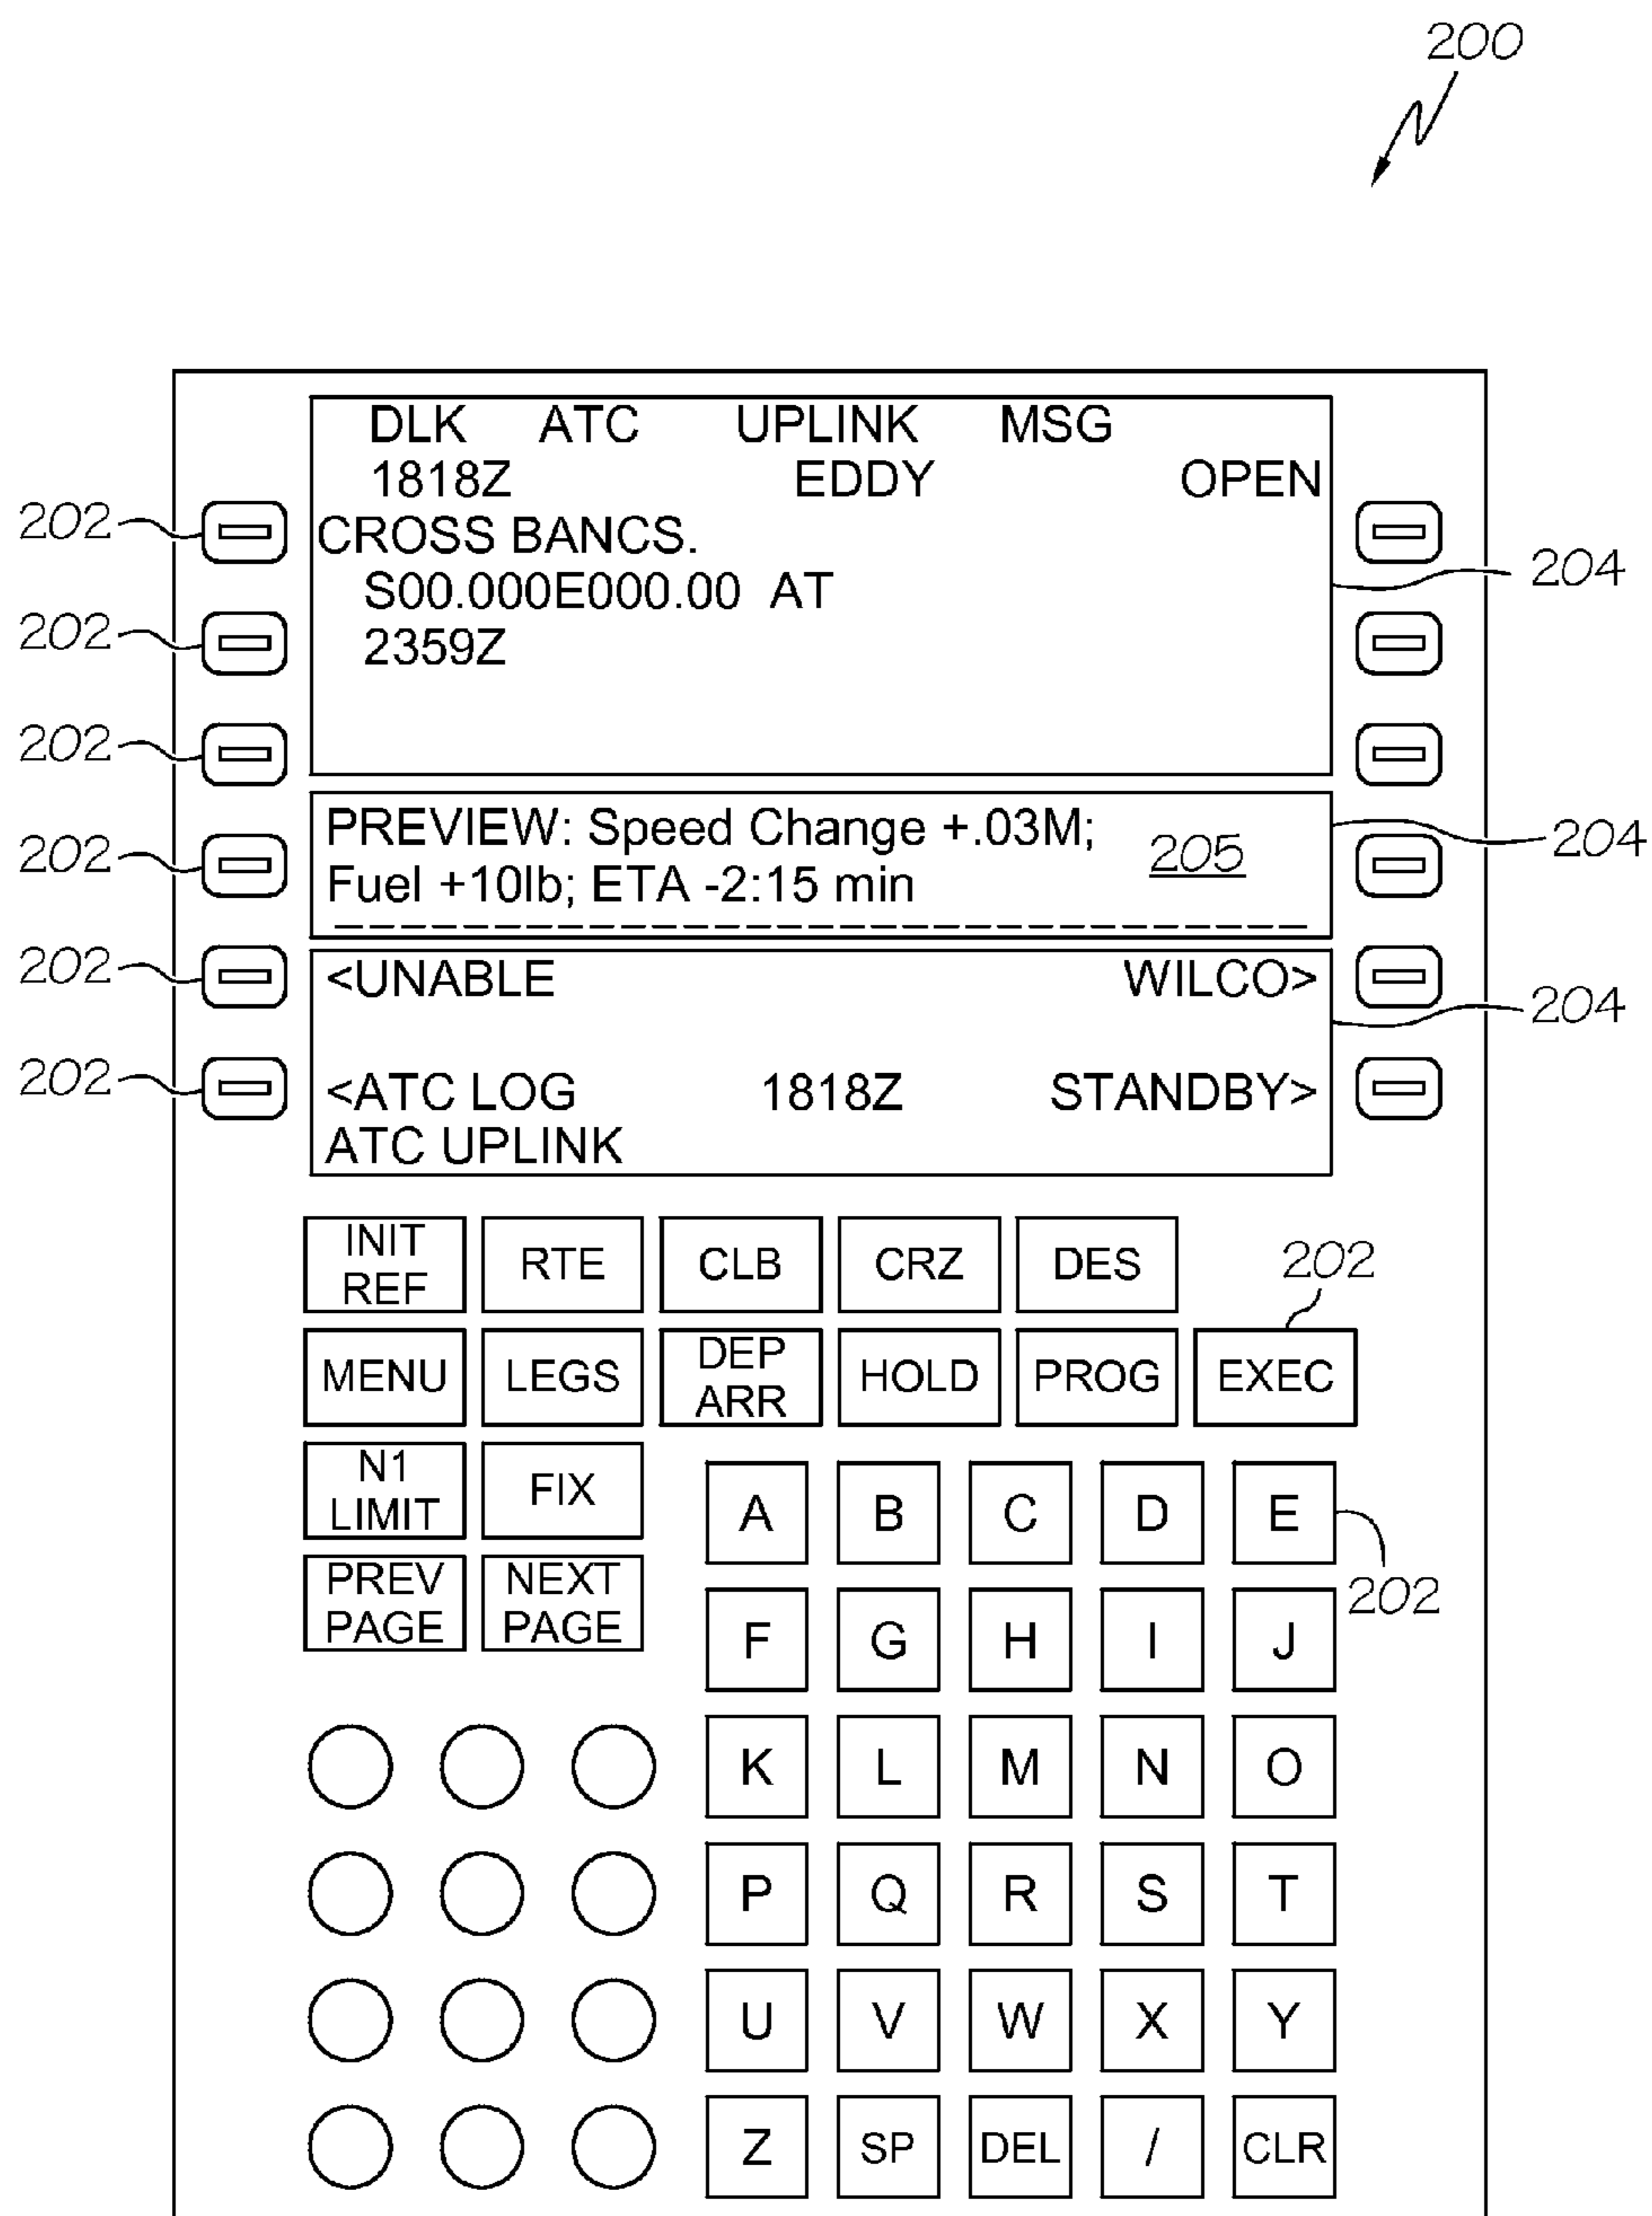 200
DLK ATC UPLINK MSG
1818Z EDDY OPEN
202 CROSS BANCS.
S00.000E000.00 AT 204
202 2359Z
202
PREVIEW: Speed Change +.03M;
202 Fuel +10lb; ETA -2:15 min 205 204
202 <UNABLE WILCO>
204
202 <ATC LOG 1818Z STANDBY>
ATC UPLINK
INIT REF RTE CLB CRZ DES 202
MENU LEGS DEP ARR HOLD PROG EXEC
N1 LIMIT FIX
PREV PAGE NEXT PAGE
A B C D E
202
F G H I J
K L M N O
P Q R S T
U V W X Y
Z SP DEL / CLR